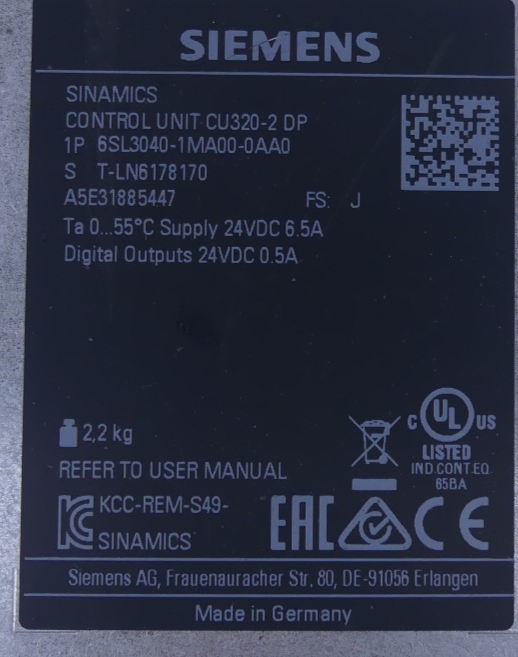 SIEMENS
SINAMICS
CONTROL UNIT CU320-2 DP
1P 6SL3040-1MA00-0AA0
S T-LN6178170
A5E31885447 FS: J
Ta 0...55°C Supply 24VDC 6.5A
Digital Outputs 24VDC 0.5A
2,2 kg
C UL US
LISTED
IND.CONT.EQ.
65BA
REFER TO USER MANUAL
KCC-REM-S49-
SINAMICS
EAC CE
Siemens AG, Frauenauracher Str. 80, DE-91056 Erlangen
Made in Germany